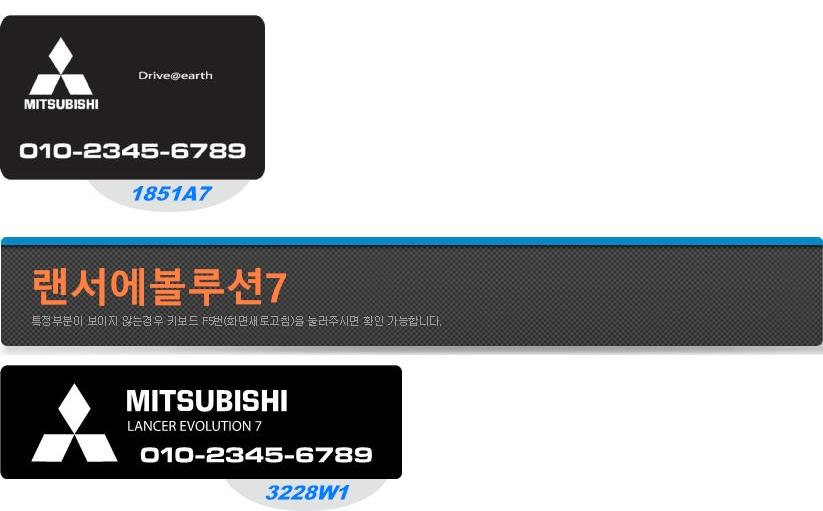 Drive@earth
MITSUBISHI
010-2345-6789
1851A7
랜서에볼루션7
특정부분이 보이지 않는경우 키보드 F5번(화면새로고침)을 눌러주시면 확인 가능합니다.
MITSUBISHI
LANCER EVOLUTION 7
010-2345-6789
3228W1